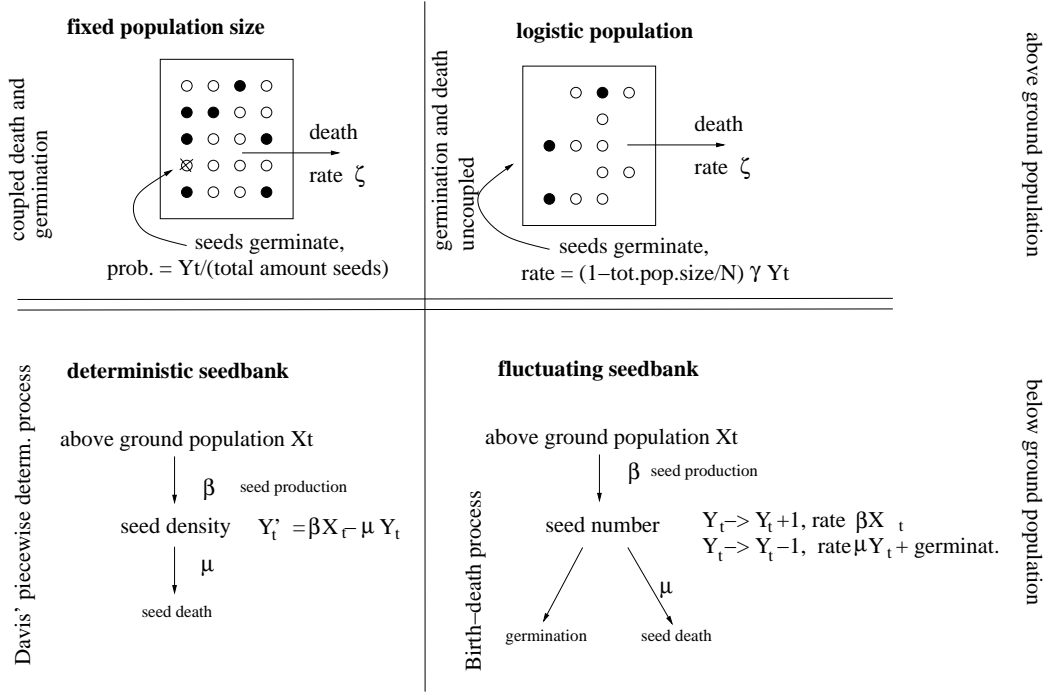 fixed population size
coupled death and
germination
death
rate ζ
seeds germinate,
prob. = Yt/(total amount seeds)
logistic population
germination and death
uncoupled
death
rate ζ
seeds germinate,
rate = (1−tot.pop.size/N) γ Yt
above ground population
deterministic seedbank
Davis' piecewise determ. process
above ground population Xt
β seed production
seed density Y't = βXt − μ Yt
μ
seed death
fluctuating seedbank
Birth−death process
above ground population Xt
β seed production
seed number
Yt −> Yt +1, rate βX t
Yt −> Yt −1, rate μYt + germinat.
μ
germination
seed death
below ground population